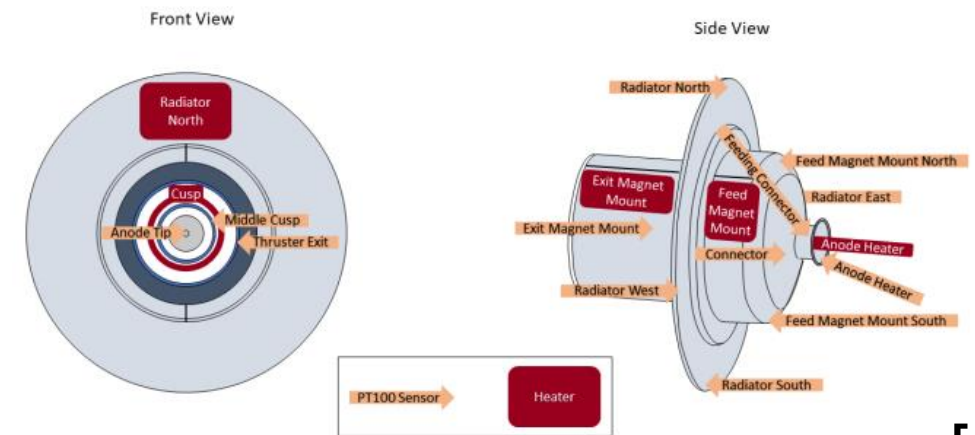 Front View
Side View
Radiator
North
Cusp
Middle Cusp
Anode Tip
Thruster Exit
Radiator North
Feeding Connector
Feed Magnet Mount North
Exit Magnet
Mount
Feed
Magnet
Mount
Radiator East
Exit Magnet Mount
Connector
Anode Heater
Anode Heater
Radiator West
Feed Magnet Mount South
Radiator South
PT100 Sensor
Heater